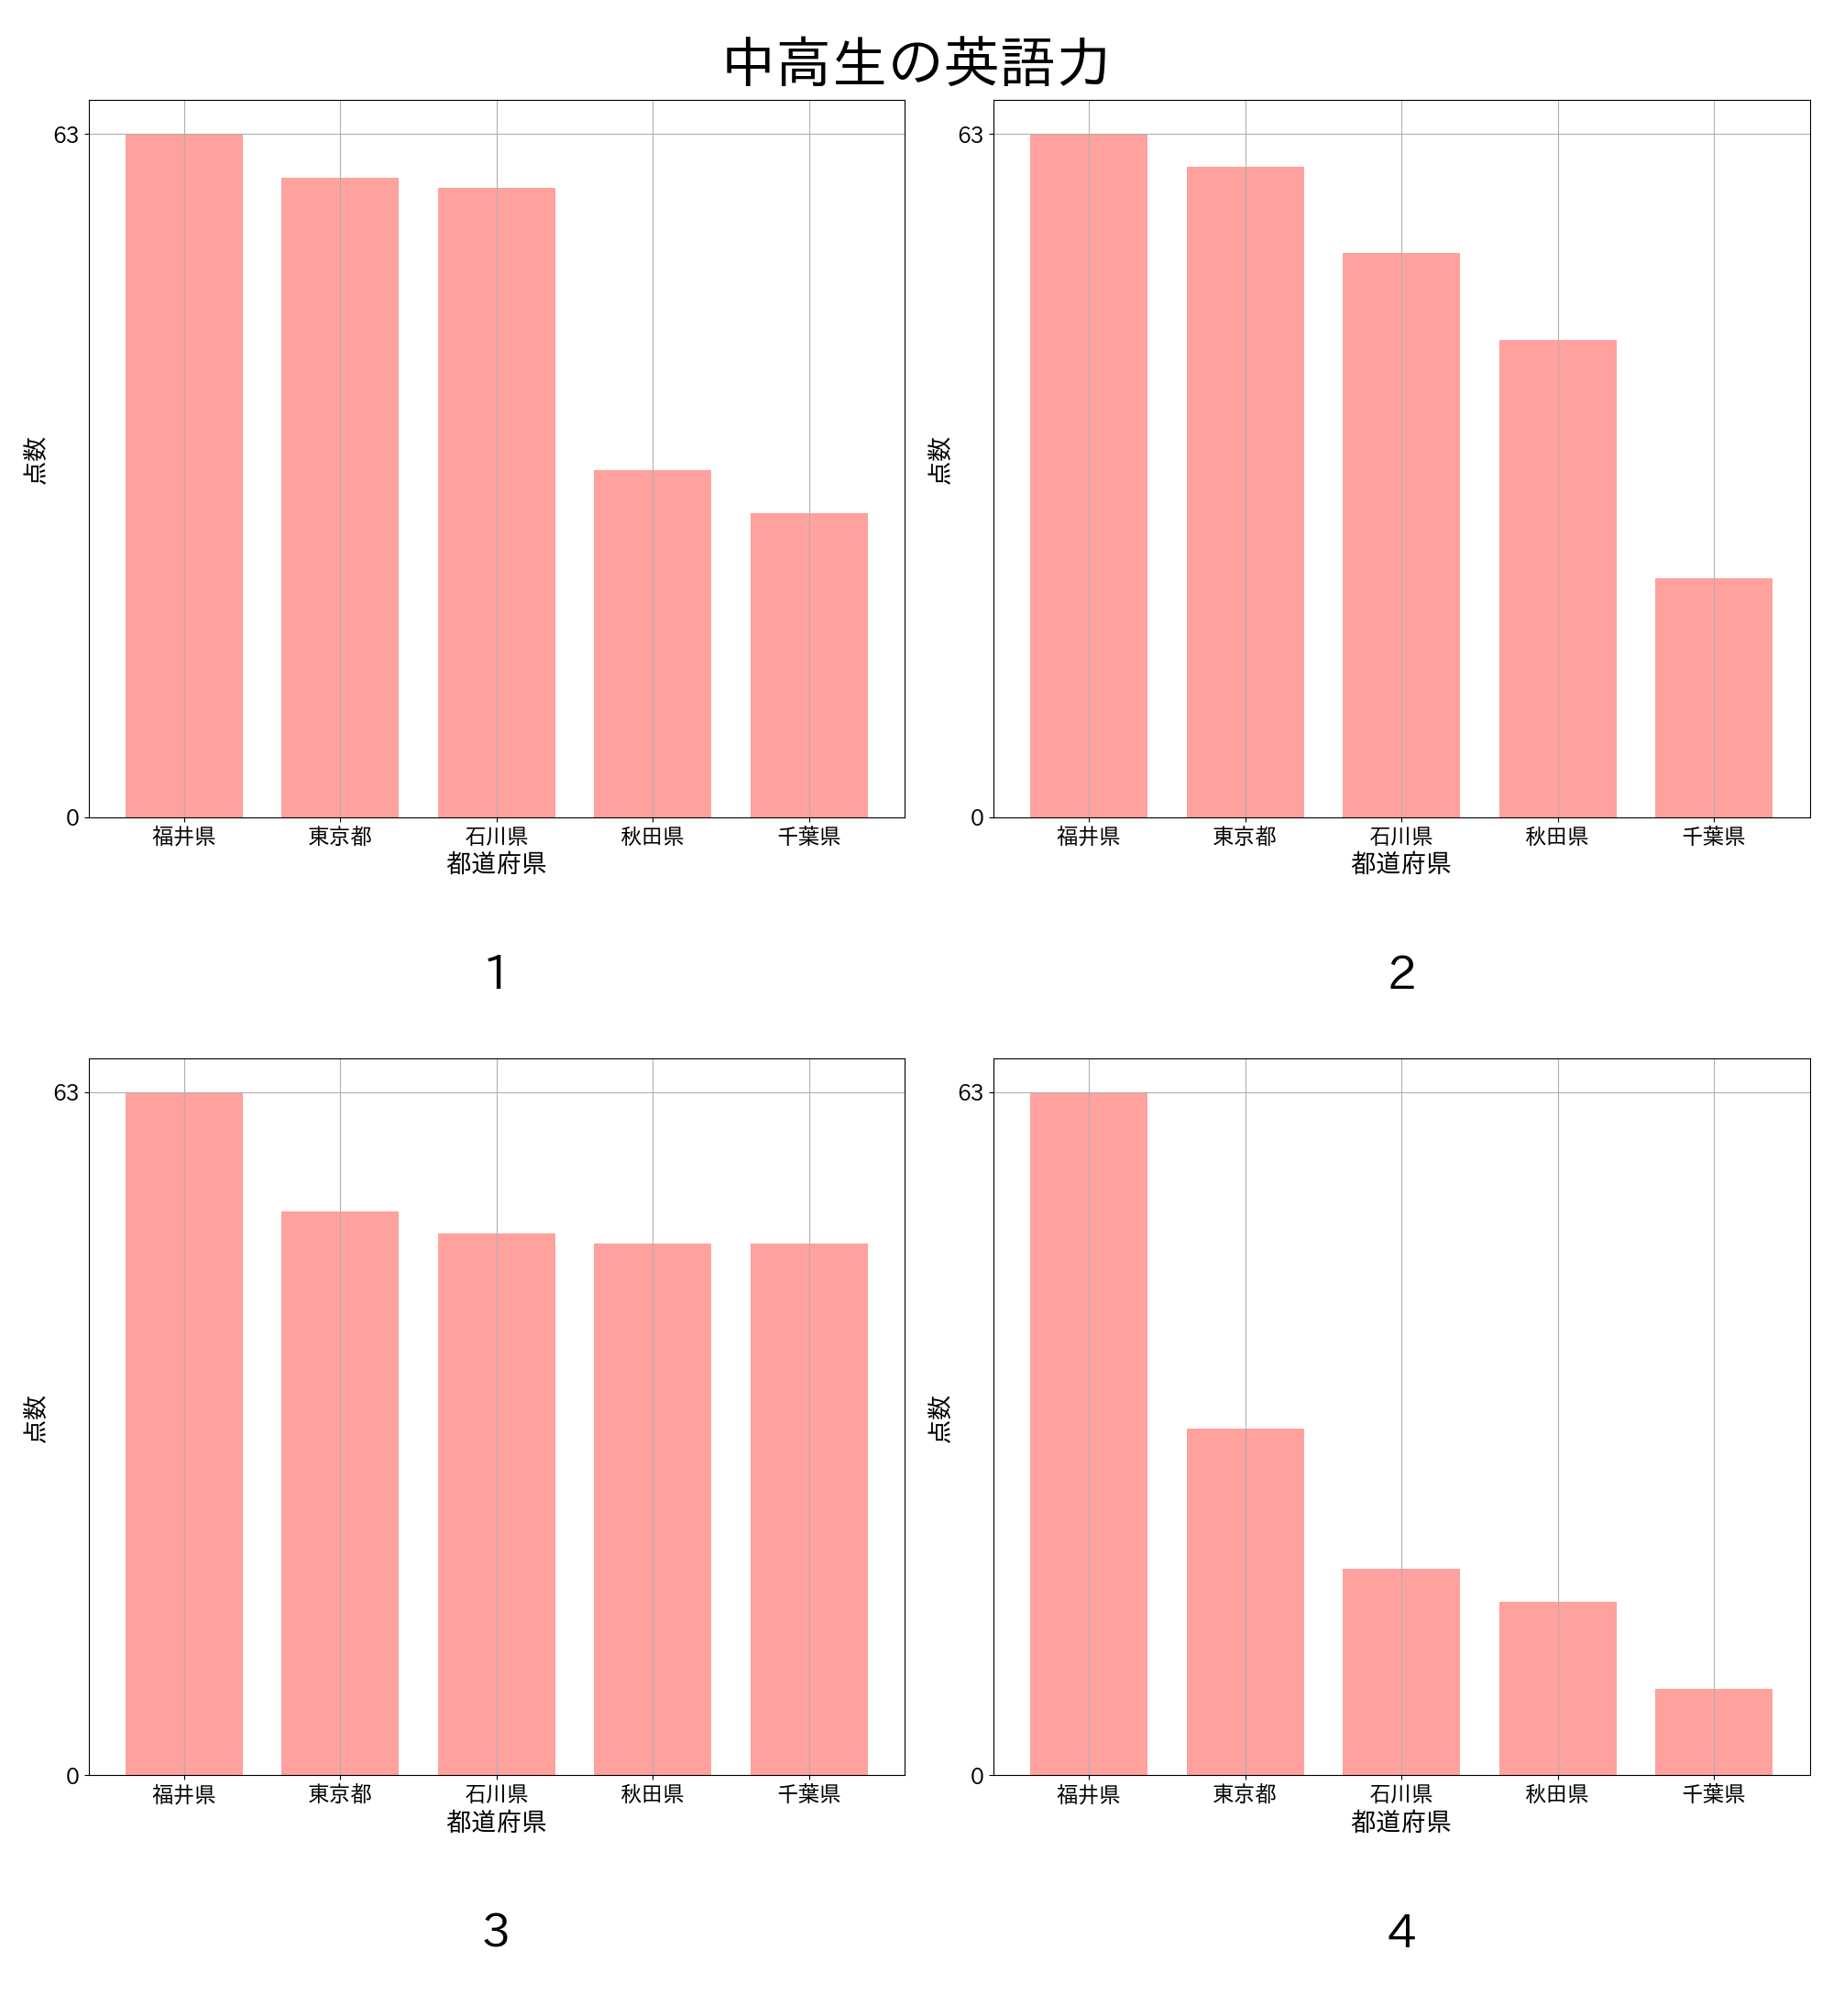 中高生の英語力
63
0
点数
福井県 東京都 石川県 秋田県 千葉県
都道府県
1
63
0
点数
福井県 東京都 石川県 秋田県 千葉県
都道府県
2
63
0
点数
福井県 東京都 石川県 秋田県 千葉県
都道府県
3
63
0
点数
福井県 東京都 石川県 秋田県 千葉県
都道府県
4